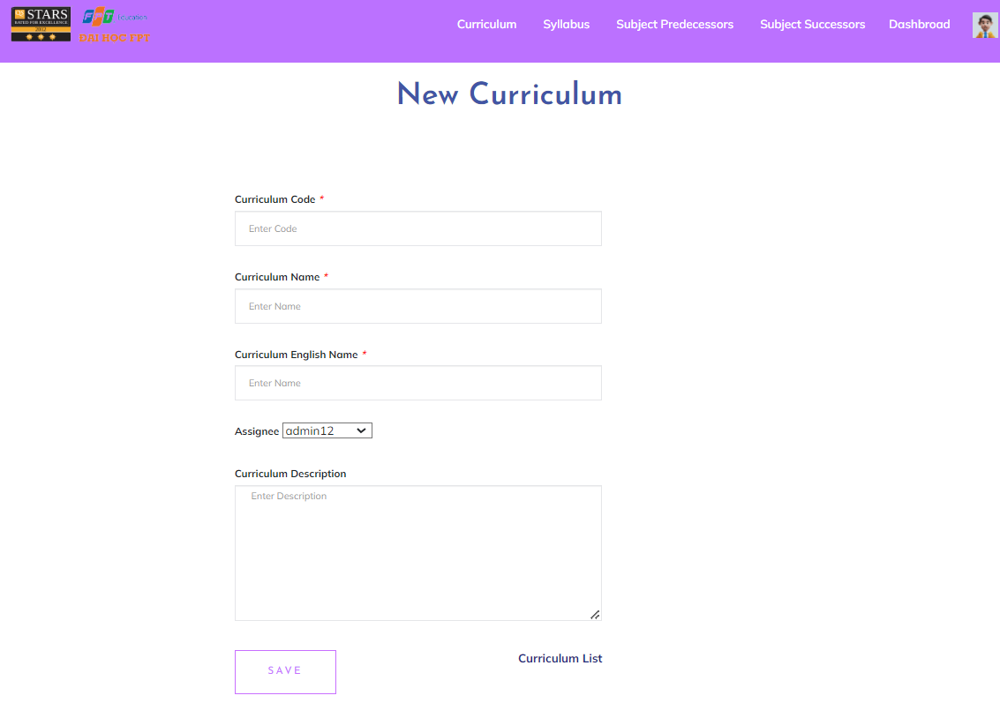 QS STARS
RATED FOR EXCELLENCE
2012
FPT Education
ĐẠI HỌC FPT
Curriculum
Syllabus
Subject Predecessors
Subject Successors
Dashbroad
New Curriculum
Curriculum Code *
Enter Code
Curriculum Name *
Enter Name
Curriculum English Name *
Enter Name
Assignee admin12
Curriculum Description
Enter Description
SAVE
Curriculum List